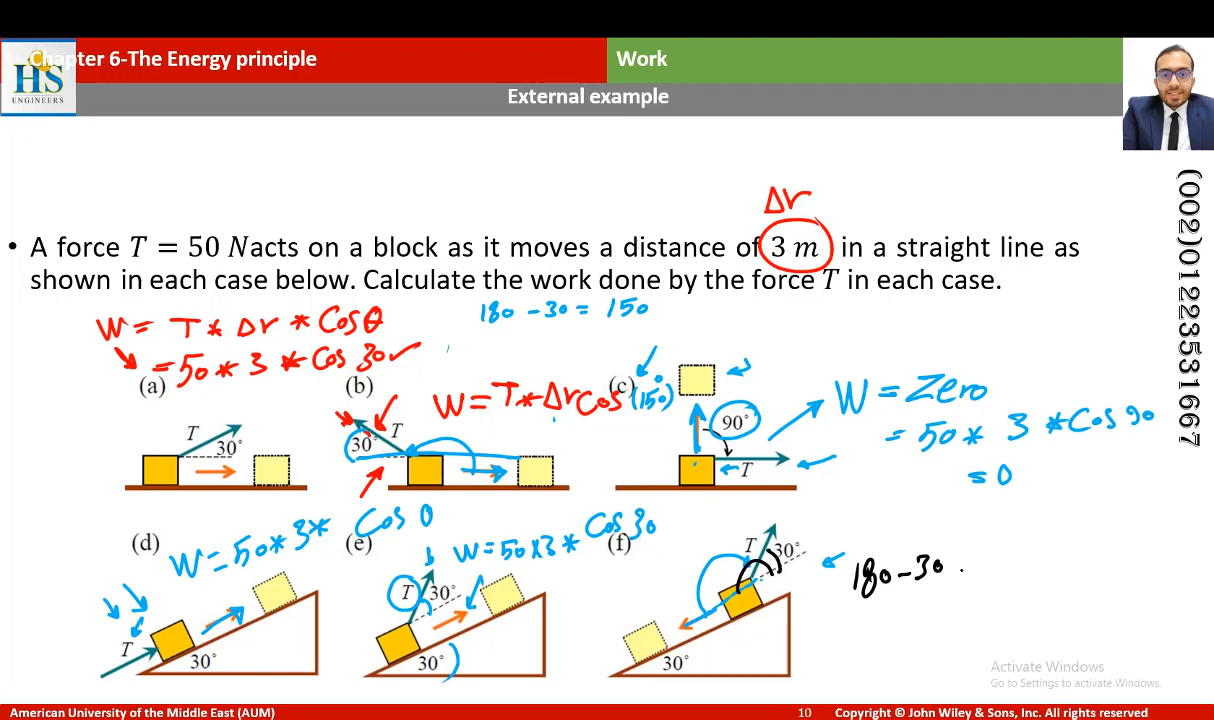 Chapter 6-The Energy principle
Work
HS
ENGINEERS
External example
(002)01223531667
Δr
• A force T = 50 Nacts on a block as it moves a distance of 3 m in a straight line as
shown in each case below. Calculate the work done by the force T in each case.
180 - 30 = 150
W = T * Δr * Cos θ
= 50 * 3 * Cos 30 ✓
(a)
(b)
(c)
W = T * Δr Cos (150°)
W = Zero
= 50 * 3 * Cos 90
= 0
T
30°
30°
T
90°
T
(d)
W = 50 * 3 * Cos θ
(e)
W = 50 x 3 * Cos 30
(f)
T
30°
T
30°
30°
T
30°
30°
180 - 30
Activate Windows
Go to Settings to activate Windows.
American University of the Middle East (AUM)
10
Copyright © John Wiley & Sons, Inc. All rights reserved